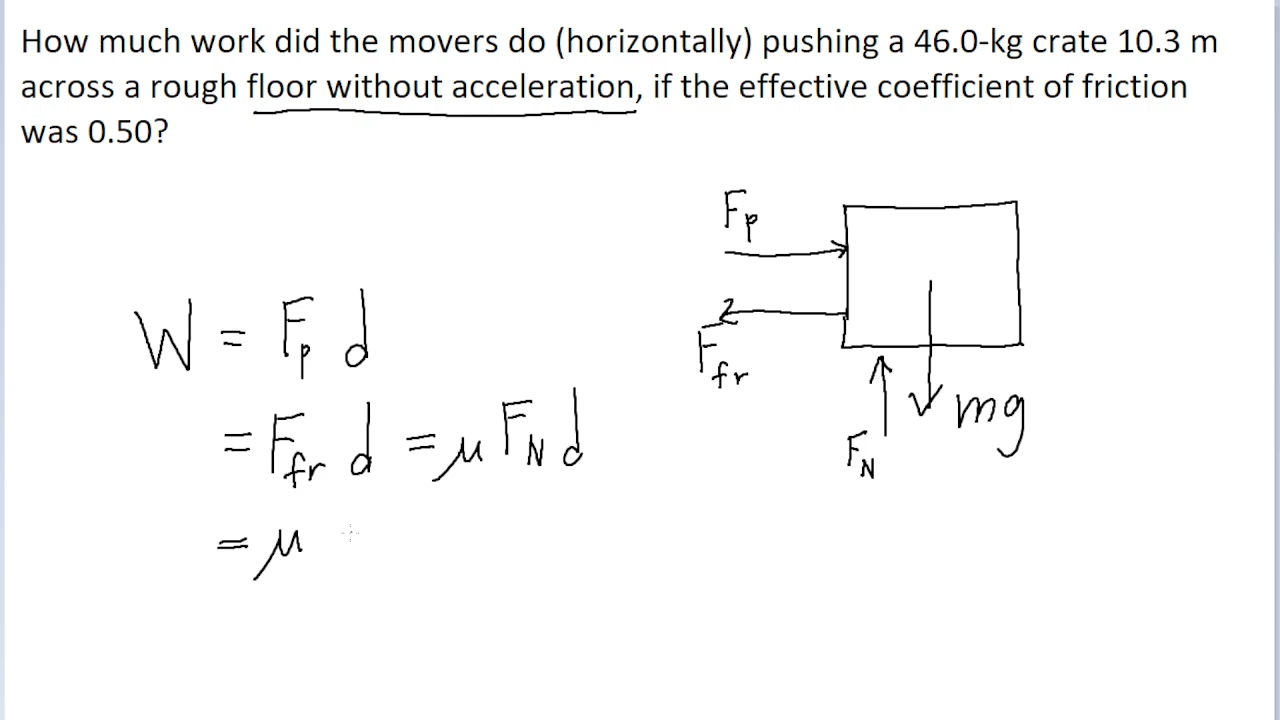 How much work did the movers do (horizontally) pushing a 46.0-kg crate 10.3 m
across a rough floor without acceleration, if the effective coefficient of friction
was 0.50?
Fp
Ffr
FN
mg
W = Fp d
= Ffr d = μ FN d
= μ